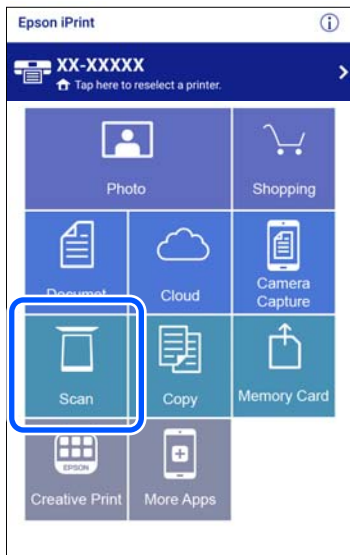 Epson iPrint
XX-XXXXX
Tap here to reselect a printer.
Photo
Shopping
Documet
Cloud
Camera
Capture
Scan
Copy
Memory Card
EPSON
Creative Print
More Apps